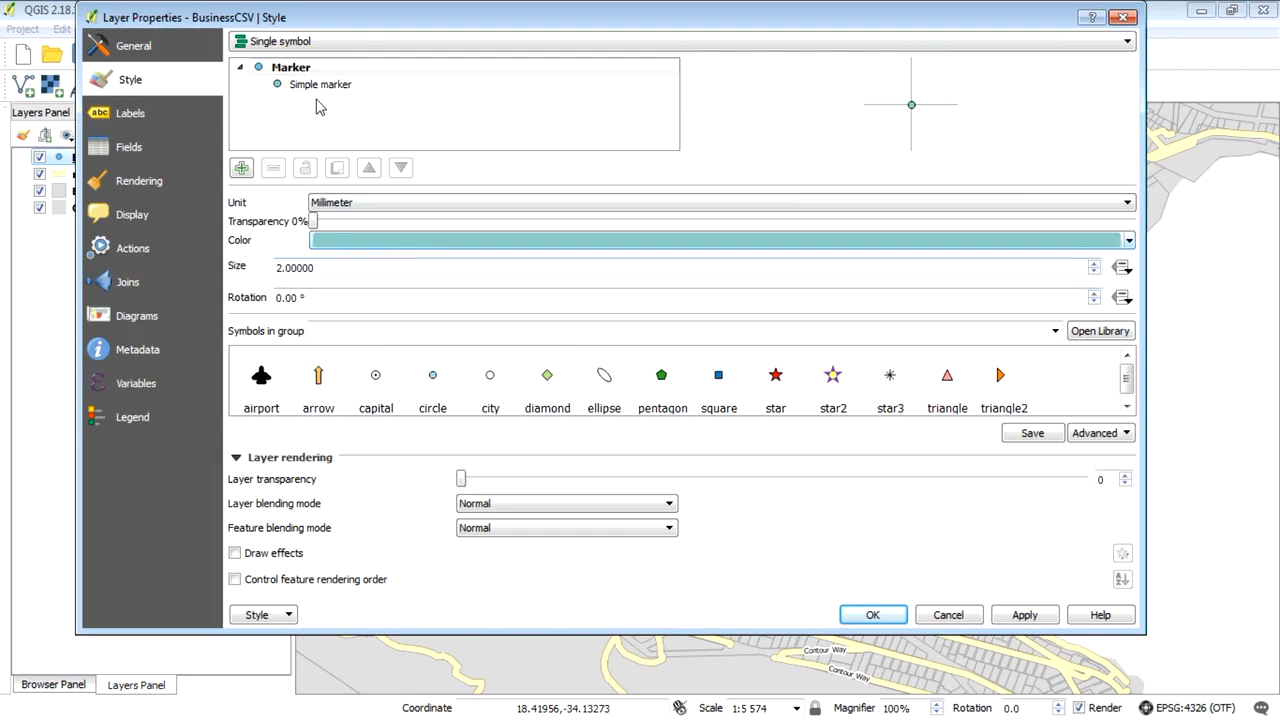 QGIS 2.18.
Layer Properties - BusinessCSV | Style
Project Edit
General
Style
Labels
Fields
Rendering
Display
Actions
Joins
Diagrams
Metadata
Variables
Legend
Layers Panel
Single symbol
Marker
Simple marker
Unit
Millimeter
Transparency 0%
Color
Size
2.00000
Rotation
0.00 °
Symbols in group
Open Library
airport arrow capital circle city diamond ellipse pentagon square star star2 star3 triangle triangle2
Save
Advanced
Layer rendering
Layer transparency
0
Layer blending mode
Normal
Feature blending mode
Normal
Draw effects
Control feature rendering order
Style
OK
Cancel
Apply
Help
Contour Way
Contour Way
Browser Panel
Layers Panel
Coordinate
18.41956,-34.13273
Scale
1:5 574
Magnifier
100%
Rotation
0.0
Render
EPSG:4326 (OTF)